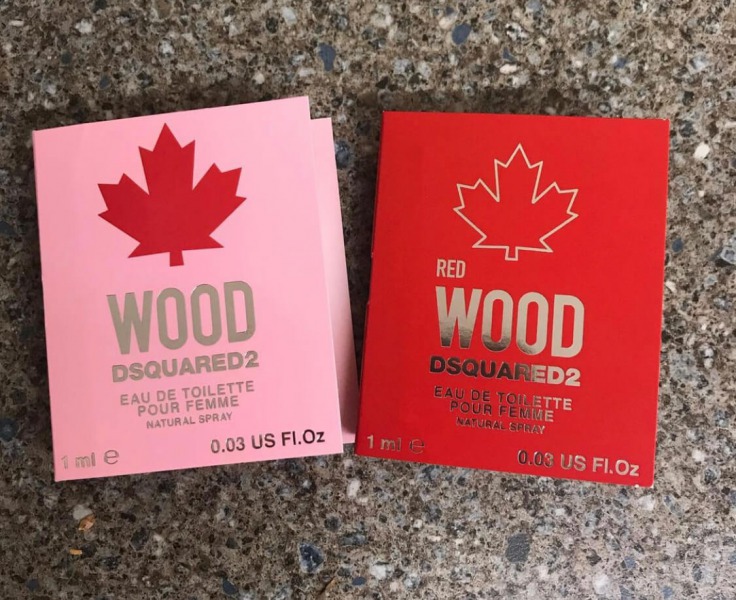 WOOD
DSQUARED2
EAU DE TOILETTE
POUR FEMME
NATURAL SPRAY
1 ml ℮
0.03 US Fl.Oz
RED
WOOD
DSQUARED2
EAU DE TOILETTE
POUR FEMME
NATURAL SPRAY
1 ml ℮
0.03 US Fl.Oz